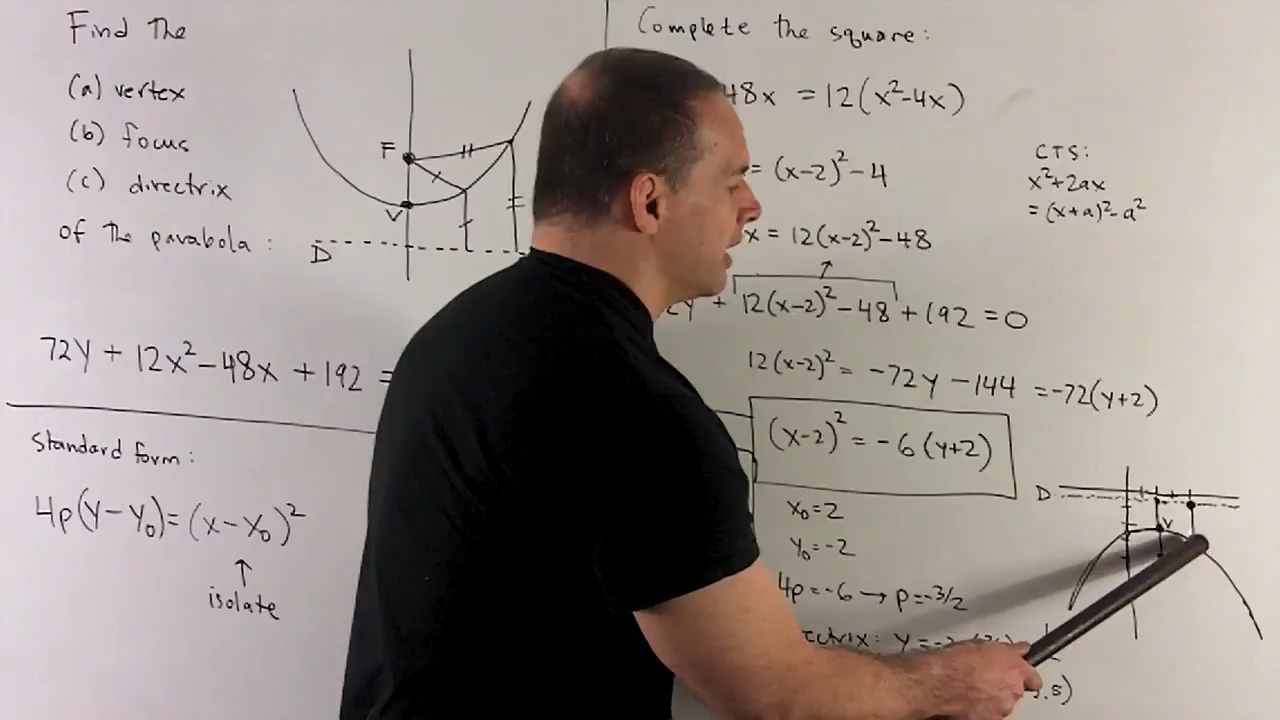 Find the
(a) vertex
(b) focus
(c) directrix
of the parabola:
F
V
D
72y + 12x² - 48x + 192 =
Standard form:
4p(y-y₀) = (x-x₀)²
↑
isolate
Complete the square:
48x = 12(x²-4x)
= (x-2)² - 4
x = 12(x-2)² - 48
↑
y + 12(x-2)² - 48 + 192 = 0
12(x-2)² = -72y - 144 = -72(y+2)
(x-2)² = -6(y+2)
x₀ = 2
y₀ = -2
4p = -6 → p = -3/2
CTS:
x²+2ax
= (x+a)² - a²
D
V